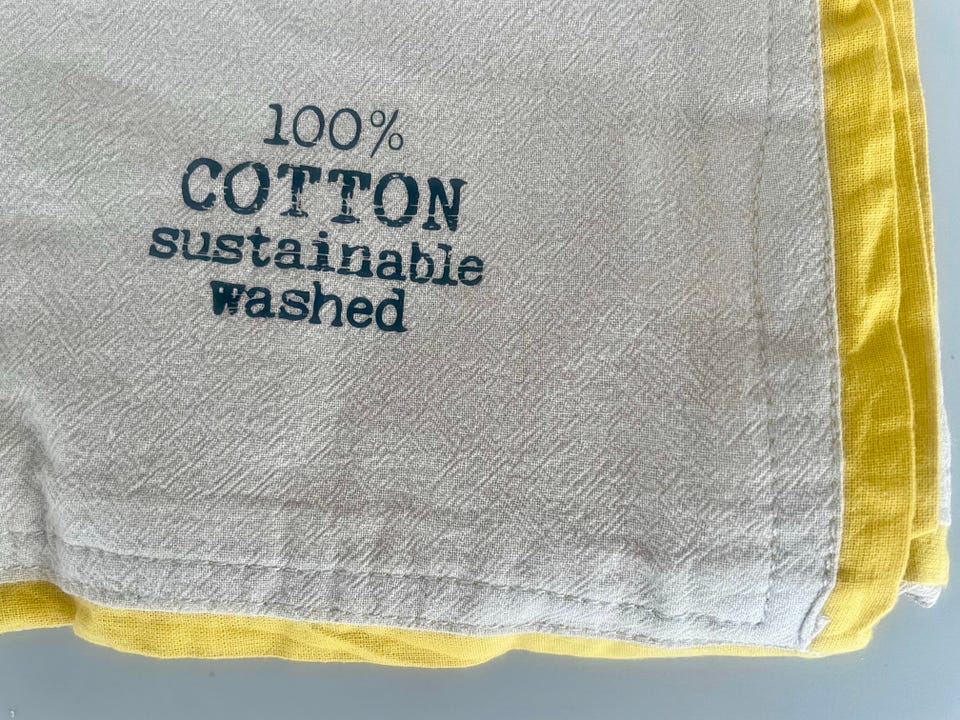 100%
COTTON
sustainable
washed